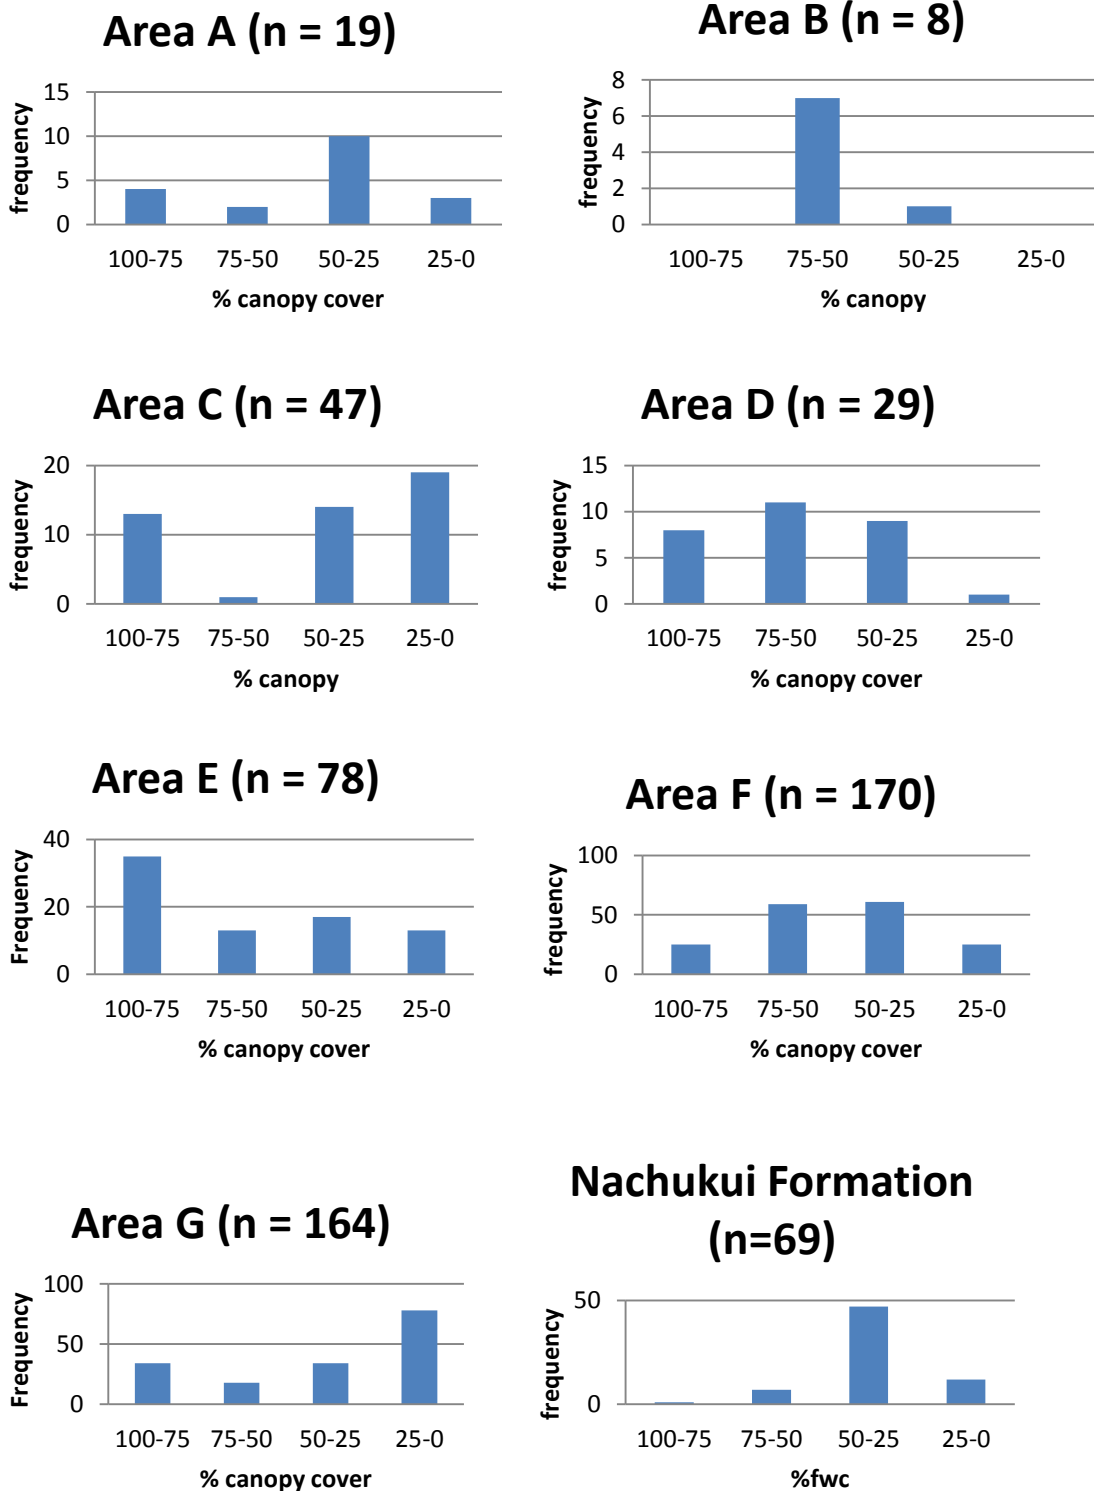 Area A (n = 19)
15
10
5
0
frequency
100-75 75-50 50-25 25-0
% canopy cover
Area B (n = 8)
8
6
4
2
0
frequency
100-75 75-50 50-25 25-0
% canopy
Area C (n = 47)
20
10
0
frequency
100-75 75-50 50-25 25-0
% canopy
Area D (n = 29)
15
10
5
0
frequency
100-75 75-50 50-25 25-0
% canopy cover
Area E (n = 78)
40
20
0
Frequency
100-75 75-50 50-25 25-0
% canopy cover
Area F (n = 170)
100
50
0
frequency
100-75 75-50 50-25 25-0
% canopy cover
Area G (n = 164)
100
50
0
Frequency
100-75 75-50 50-25 25-0
% canopy cover
Nachukui Formation
(n=69)
50
0
frequency
100-75 75-50 50-25 25-0
%fwc